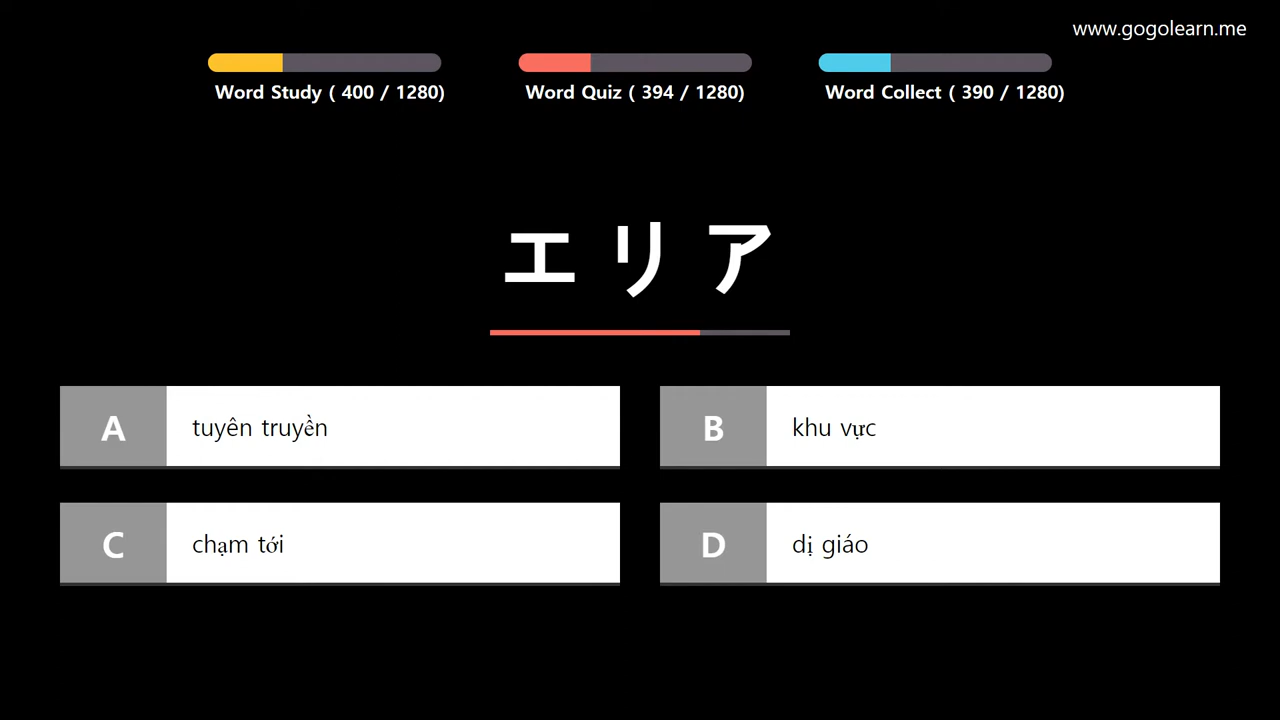 www.gogolearn.me
Word Study ( 400 / 1280)
Word Quiz ( 394 / 1280)
Word Collect ( 390 / 1280)
エリア
A tuyên truyền
B khu vực
C chạm tới
D dị giáo